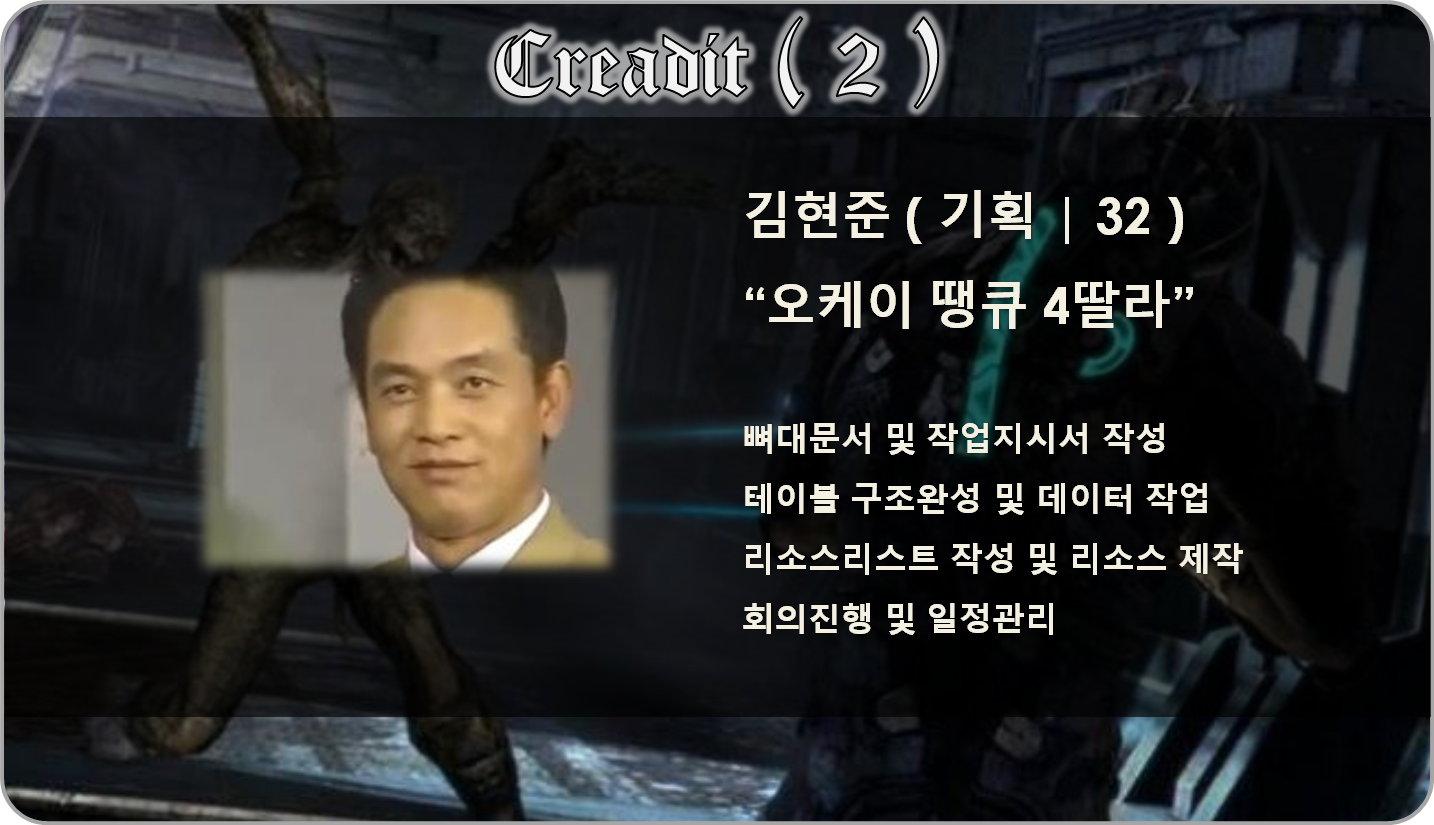 Creadit ( 2 )
김현준 ( 기획 | 32 )
“오케이 땡큐 4딸라”
뼈대문서 및 작업지시서 작성
테이블 구조완성 및 데이터 작업
리소스리스트 작성 및 리소스 제작
회의진행 및 일정관리